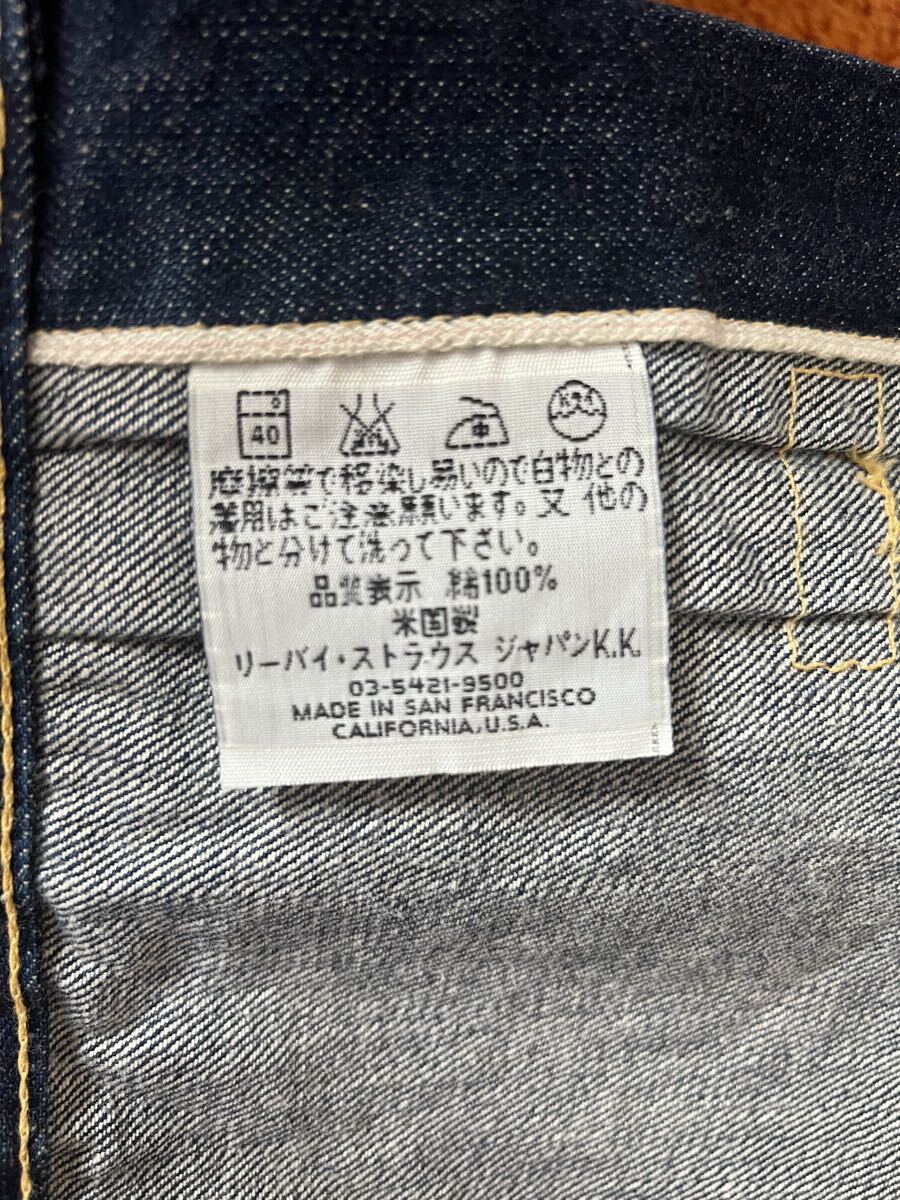 40
中
摩擦等で移染し易いので白物との
着用はご注意願います。又 他の
物と分けて洗って下さい。
品質表示 綿100%
米国製
リーバイ・ストラウス ジャパンK.K.
03-5421-9500
MADE IN SAN FRANCISCO
CALIFORNIA, U.S.A.